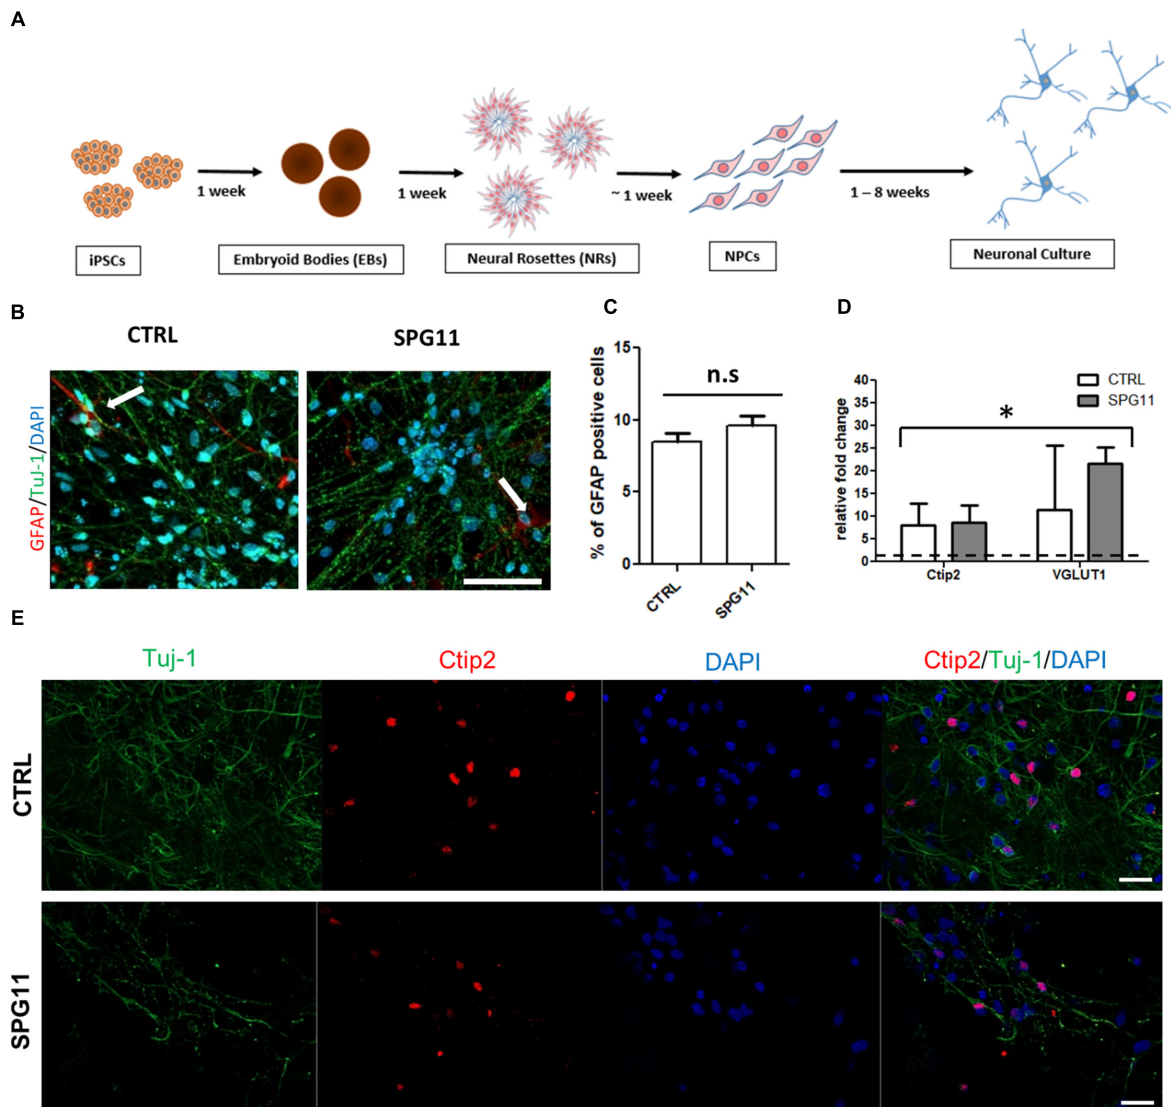 A
1 week
1 week
~ 1 week
1 – 8 weeks
iPSCs
Embryoid Bodies (EBs)
Neural Rosettes (NRs)
NPCs
Neuronal Culture
B
CTRL
SPG11
GFAP/TuJ-1/DAPI
C
% of GFAP positive cells
15
10
5
0
n.s
CTRL
SPG11
D
relative fold change
40
35
30
25
20
15
10
5
0
CTRL
SPG11
*
Ctip2
VGLUT1
E
Tuj-1
Ctip2
DAPI
Ctip2/Tuj-1/DAPI
CTRL
SPG11